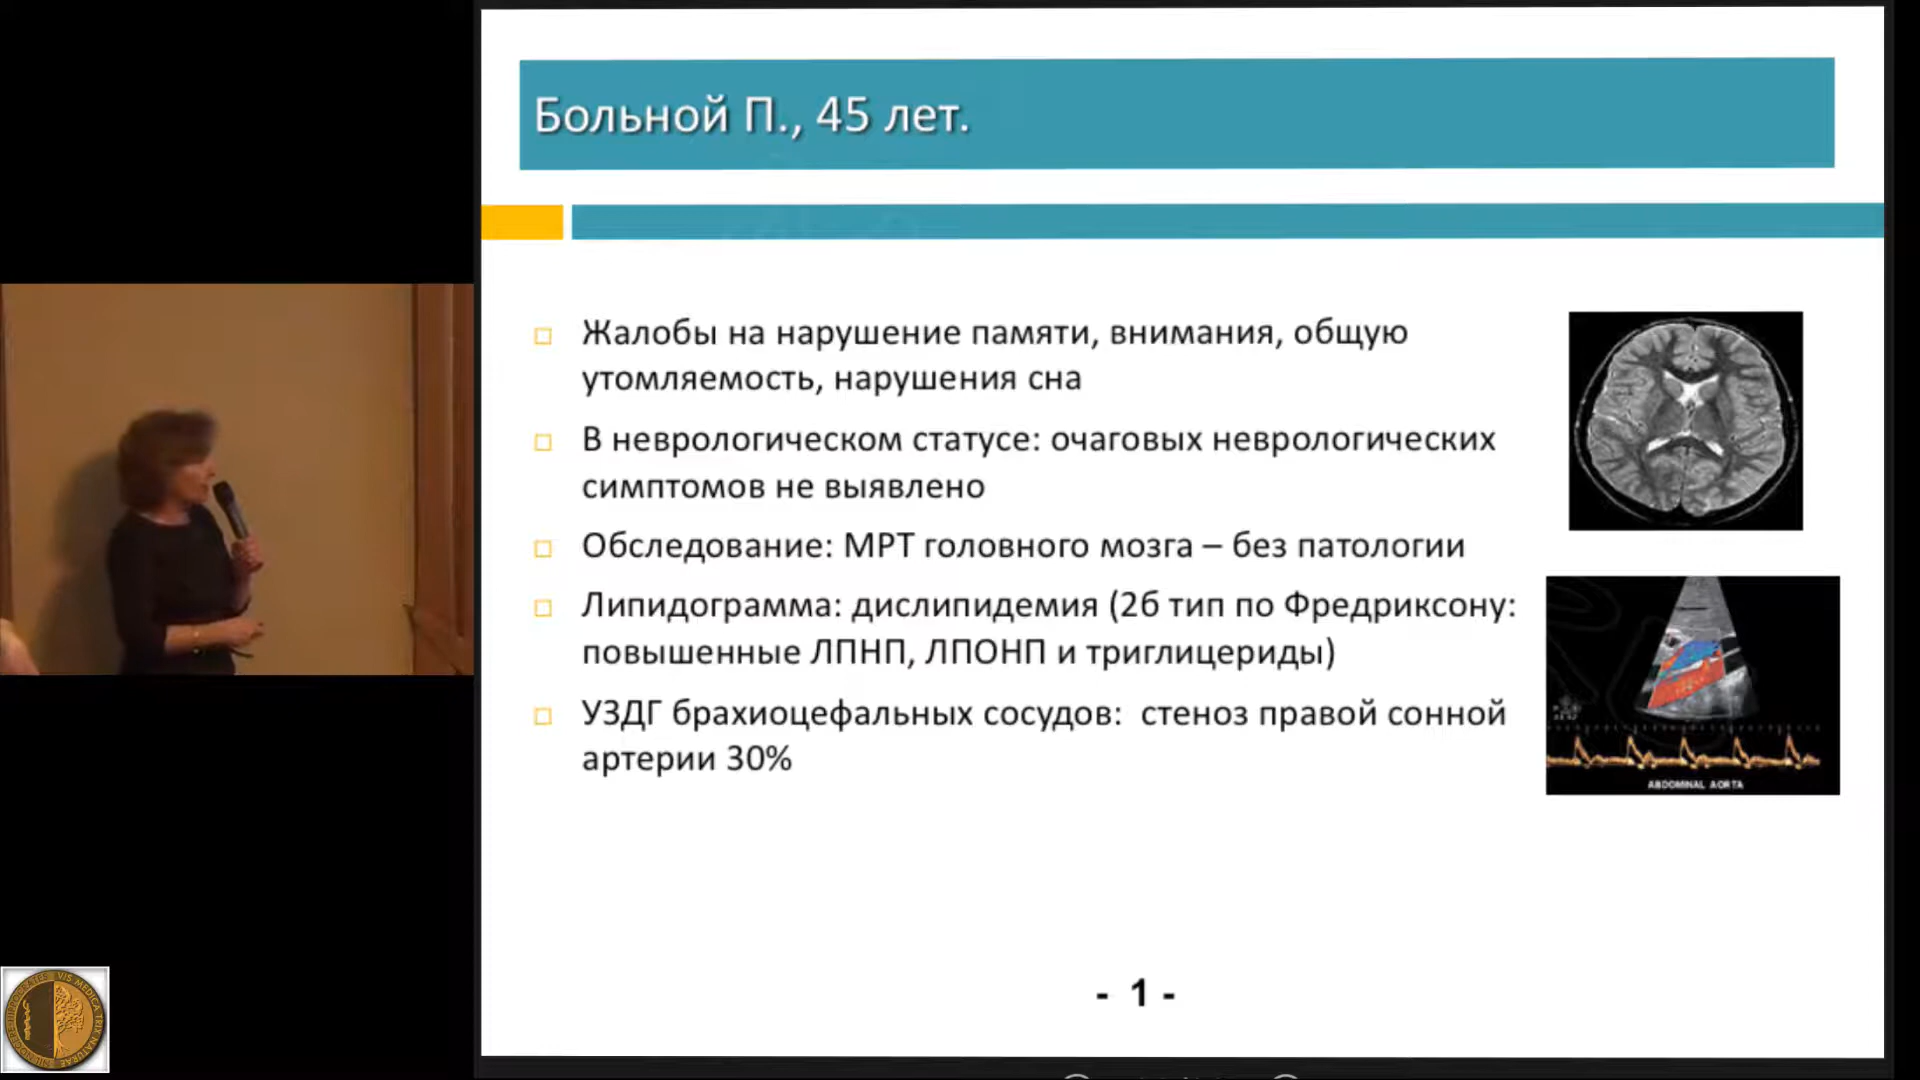 Больной П., 45 лет.
Жалобы на нарушение памяти, внимания, общую
утомляемость, нарушения сна
В неврологическом статусе: очаговых неврологических
симптомов не выявлено
Обследование: МРТ головного мозга – без патологии
Липидограмма: дислипидемия (2б тип по Фредриксону:
повышенные ЛПНП, ЛПОНП и триглицериды)
УЗДГ брахиоцефальных сосудов: стеноз правой сонной
артерии 30%
ABDOMINAL AORTA
- 1 -